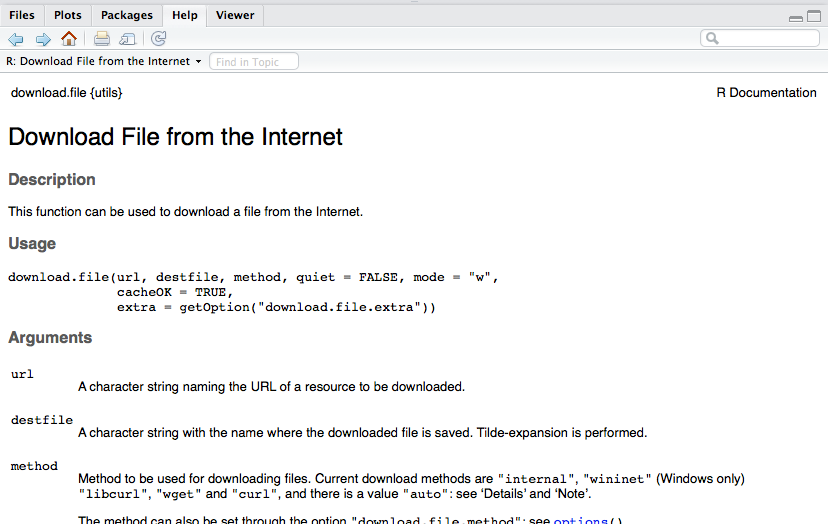 Files Plots Packages Help Viewer
R: Download File from the Internet Find in Topic
download.file {utils} R Documentation
Download File from the Internet
Description
This function can be used to download a file from the Internet.
Usage
download.file(url, destfile, method, quiet = FALSE, mode = "w",
cacheOK = TRUE,
extra = getOption("download.file.extra"))
Arguments
url
A character string naming the URL of a resource to be downloaded.
destfile
A character string with the name where the downloaded file is saved. Tilde-expansion is performed.
method
Method to be used for downloading files. Current download methods are "internal", "wininet" (Windows only)
"libcurl", "wget" and "curl", and there is a value "auto": see ‘Details’ and ‘Note’.
The method can also be set through the option "download.file.method": see options()